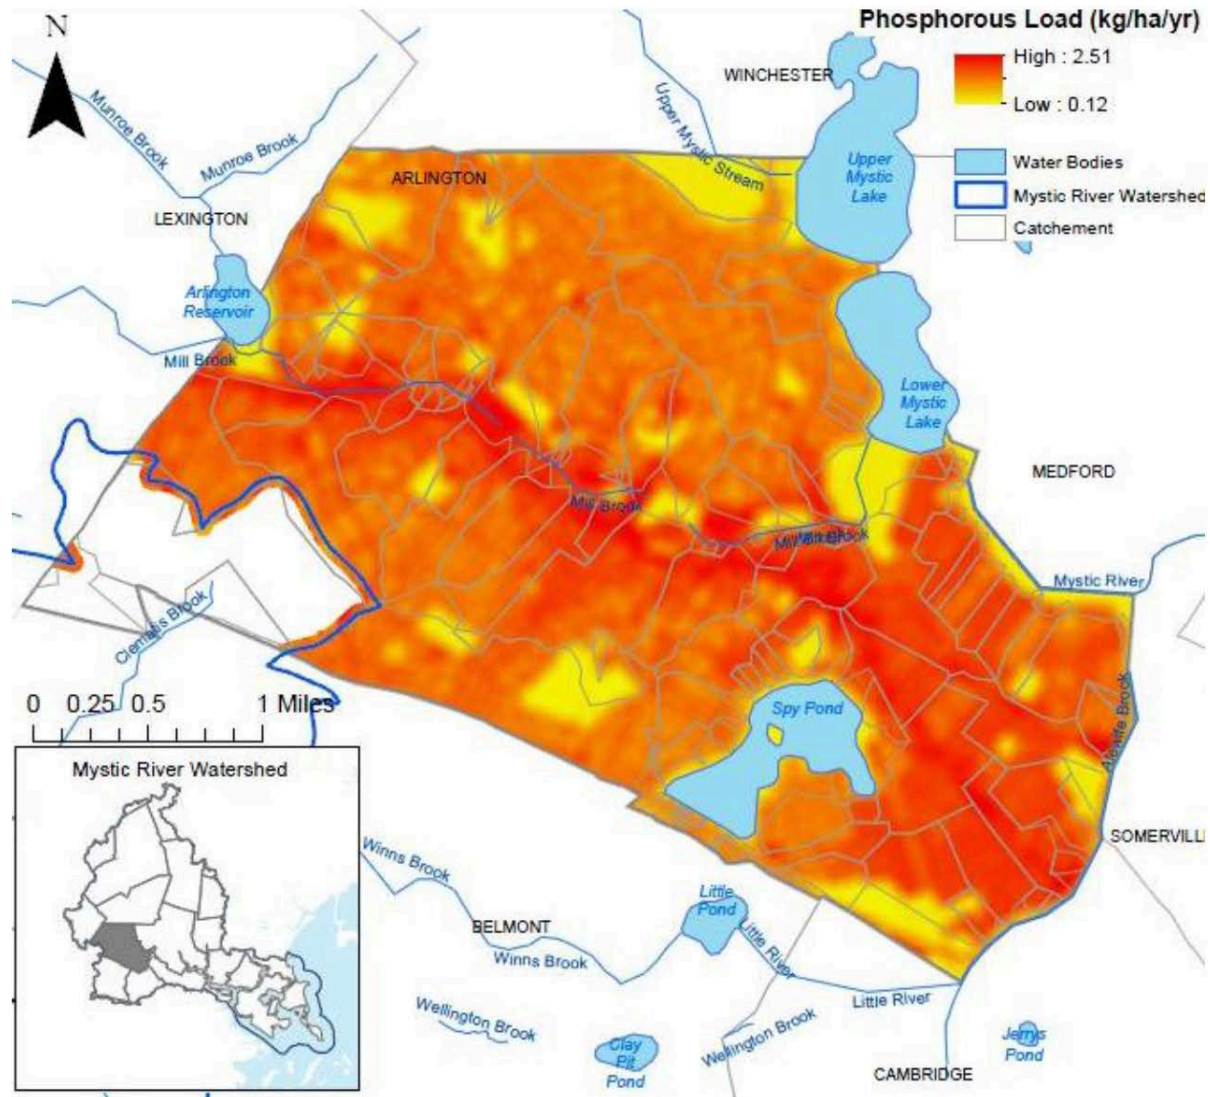 N
Phosphorous Load (kg/ha/yr)
High : 2.51
Low : 0.12
Water Bodies
Mystic River Watershed
Catchement
WINCHESTER
Upper Mystic Stream
Upper
Mystic
Lake
Munroe Brook
Munroe Brook
ARLINGTON
LEXINGTON
Arlington
Reservoir
Mill Brook
Lower
Mystic
Lake
MEDFORD
Mill Brook
Mill Brook
Mystic River
Clematis Brook
0 0.25 0.5 1 Miles
Spy Pond
Alewife Brook
Mystic River Watershed
SOMERVILL
Winns Brook
Little
Pond
BELMONT
Little River
Winns Brook
Little River
Wellington Brook
Wellington Brook
Clay
Pit
Pond
Jerrys
Pond
CAMBRIDGE